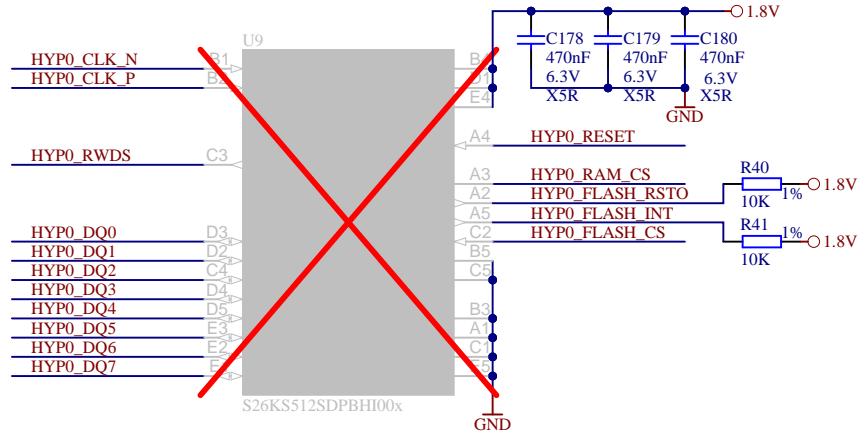 U9
1.8V
HYP0_CLK_N B1
HYP0_CLK_P B2
HYP0_RWDS C3
HYP0_DQ0 D3
HYP0_DQ1 D2
HYP0_DQ2 C4
HYP0_DQ3 D4
HYP0_DQ4 D5
HYP0_DQ5 E3
HYP0_DQ6 E2
HYP0_DQ7
S26KS512SDPBHI00x
B4
D1
E4
A4 HYP0_RESET
A3 HYP0_RAM_CS
A2 HYP0_FLASH_RSTO
A5 HYP0_FLASH_INT
C2 HYP0_FLASH_CS
B5
C5
B3
A1
C1
E5
GND
C178
470nF
6.3V
X5R
C179
470nF
6.3V
X5R
C180
470nF
6.3V
X5R
GND
R40
1%
10K
1.8V
R41
1%
10K
1.8V